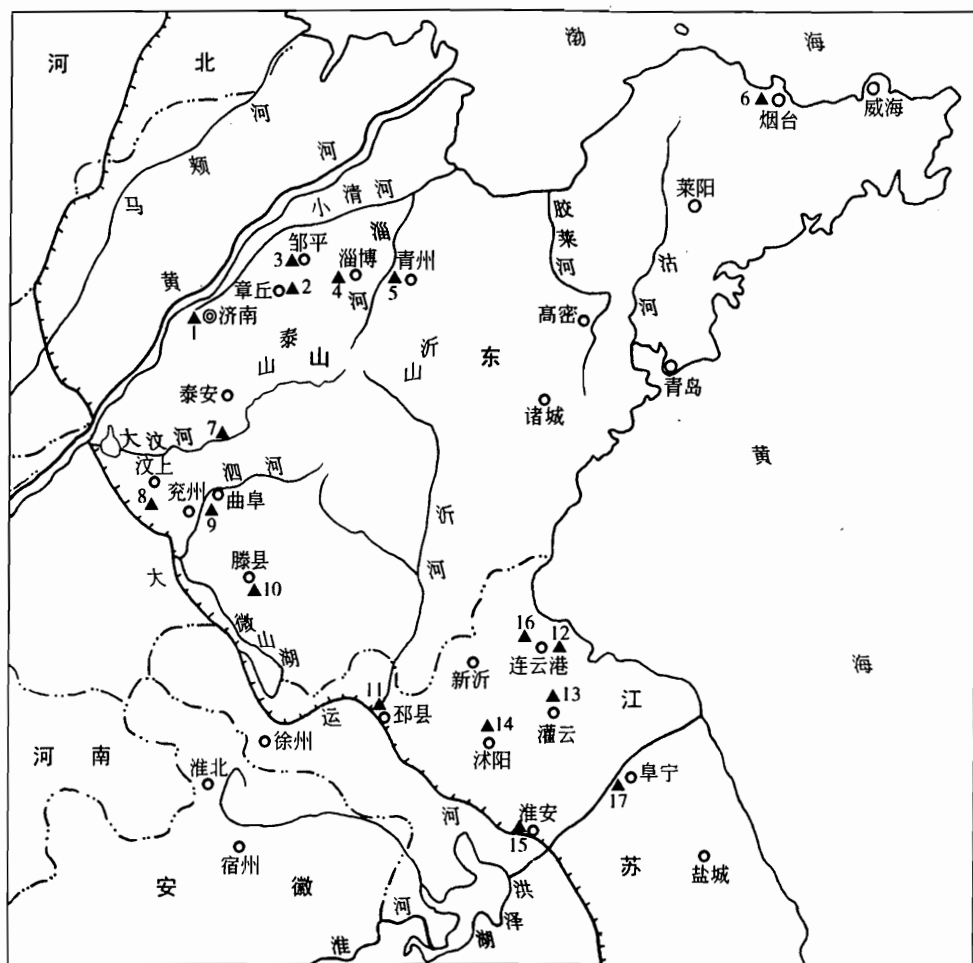 渤海
河北
6
烟台
威海
马颊河
黄河
小清河
莱阳
胶莱河
沽河
邹平
3
淄博
淄河
青州
章丘
2
4
5
济南
1
高密
泰山
山
沂山
东
青岛
泰安
诸城
大汶河
7
黄海
汶上
泗河
8
兖州
曲阜
9
沂河
滕县
10
大运河
微山湖
16
12
连云港
新沂
13
灌云
江苏
11
邳县
14
沭阳
徐州
河南
淮北
阜宁
17
淮安
15
宿州
盐城
安徽
洪泽湖
淮河